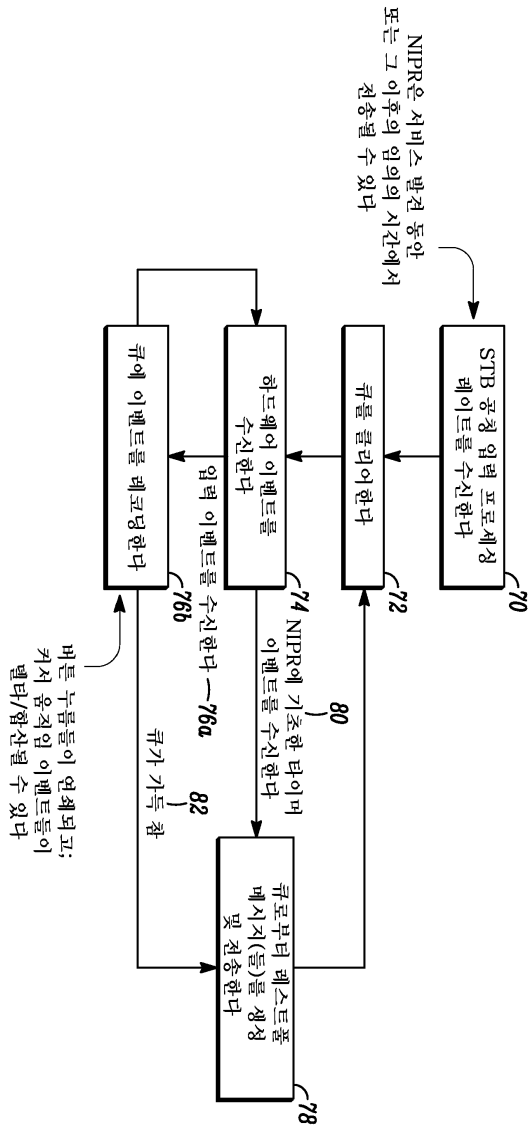 NIPR은 서비스 발견 동안
또는 그 이후의 임의의 시간에서
전송될 수 있다
STB 공칭 입력 프로세싱
레이트를 수신한다
70
큐를 클리어한다
72
하드웨어 이벤트를
수신한다
74
NIPR에 기초한 타이머
이벤트를 수신한다
80
입력 이벤트를 수신한다
76a
큐에 이벤트를 레코딩한다
76b
큐가 가득 참
82
버튼 누름들이 연쇄되고;
커서 움직임 이벤트들이
델타/합산될 수 있다
큐로부터 레스트풀
메시지(들)를 생성
및 전송한다
78